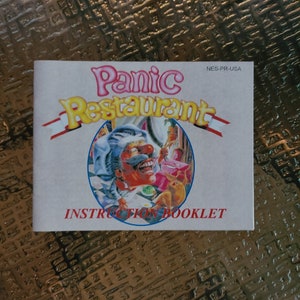 NES-PR-USA
Panic
Restaurant
INSTRUCTION BOOKLET